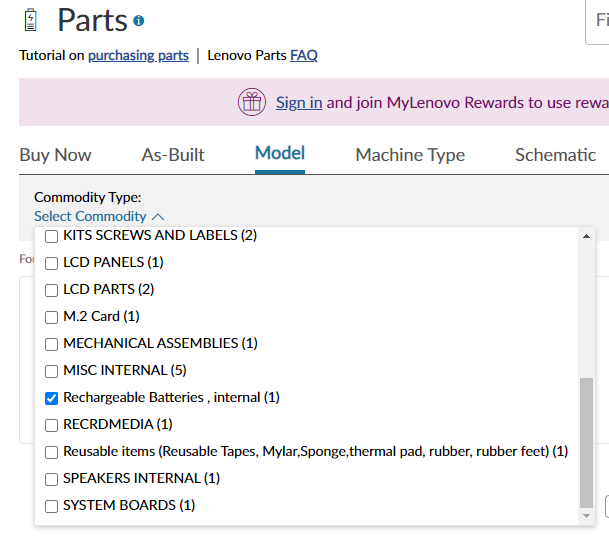 Parts
Tutorial on purchasing parts | Lenovo Parts FAQ
Sign in and join MyLenovo Rewards to use
Buy Now As-Built Model Machine Type Schematic
Commodity Type:
Select Commodity
KITS SCREWS AND LABELS (2)
LCD PANELS (1)
LCD PARTS (2)
M.2 Card (1)
MECHANICAL ASSEMBLIES (1)
MISC INTERNAL (5)
Rechargeable Batteries , internal (1)
RECRDMEDIA (1)
Reusable items (Reusable Tapes, Mylar,Sponge,thermal pad, rubber, rubber feet) (1)
SPEAKERS INTERNAL (1)
SYSTEM BOARDS (1)